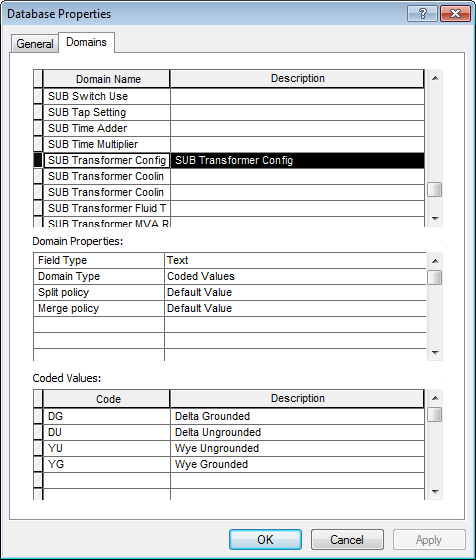 Database Properties
General Domains
Domain Name Description
SUB Switch Use
SUB Tap Setting
SUB Time Adder
SUB Time Multiplier
SUB Transformer Config SUB Transformer Config
SUB Transformer Coolin
SUB Transformer Coolin
SUB Transformer Fluid T
SUB Transformer MVA R
Domain Properties:
Field Type Text
Domain Type Coded Values
Split policy Default Value
Merge policy Default Value
Coded Values:
Code Description
DG Delta Grounded
DU Delta Ungrounded
YU Wye Ungrounded
YG Wye Grounded
OK Cancel Apply